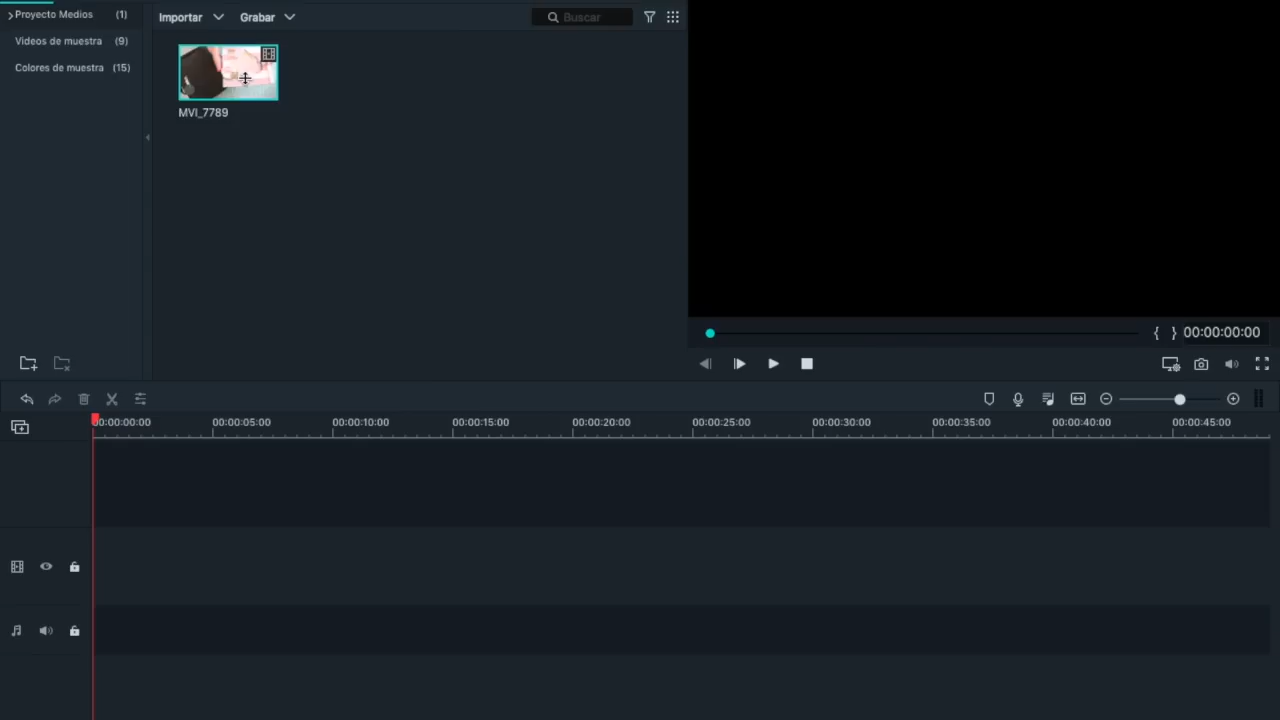 Proyecto Medios (1)
Importar Grabar Buscar
Videos de muestra (9)
Colores de muestra (15)
MVI_7789
{ } 00:00:00:00
00:00:00:00 00:00:05:00 00:00:10:00 00:00:15:00 00:00:20:00 00:00:25:00 00:00:30:00 00:00:35:00 00:00:40:00 00:00:45:00